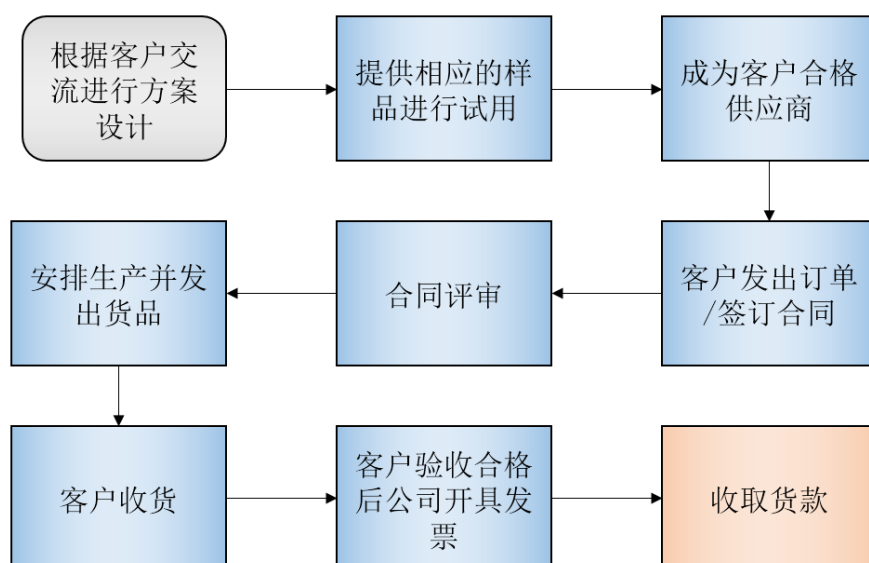 根据客户交
流进行方案
设计
提供相应的样
品进行试用
成为客户合格
供应商
客户发出订单
/签订合同
合同评审
安排生产并发
出货品
客户收货
客户验收合格
后公司开具发
票
收取货款